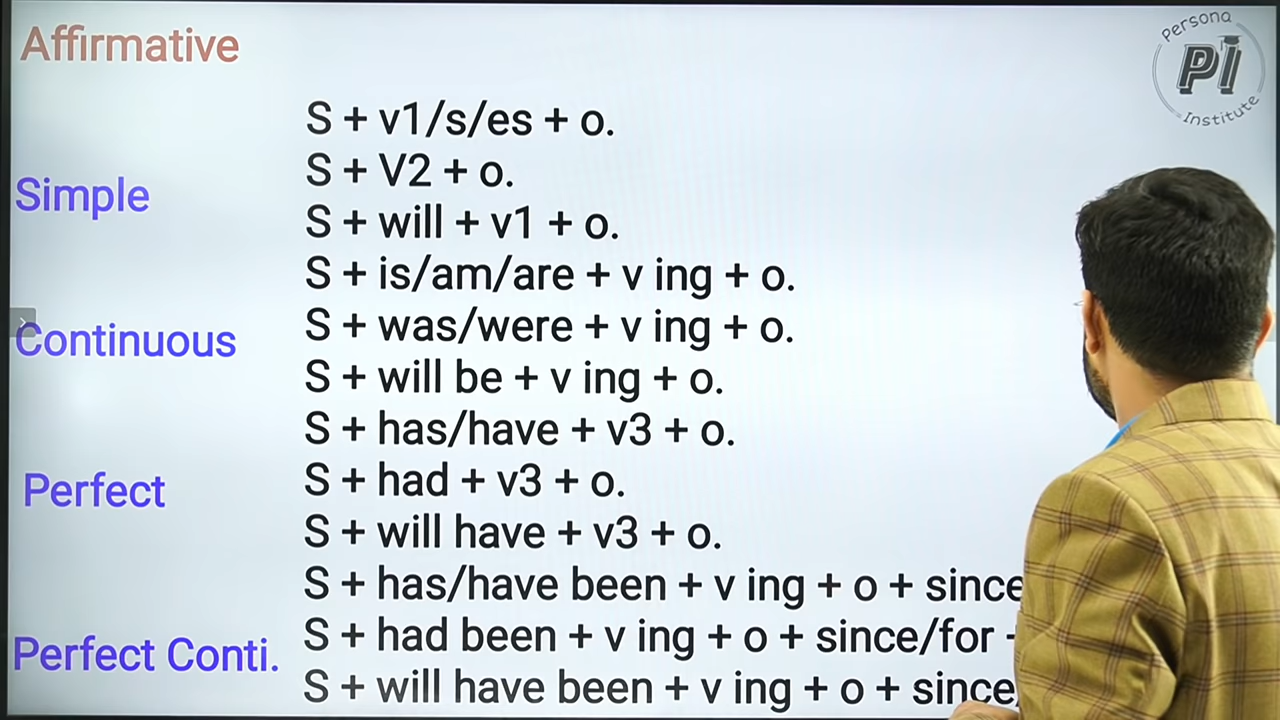 Affirmative
Persona
PI
Institute
S + v1/s/es + o.
S + V2 + o.
Simple
S + will + v1 + o.
S + is/am/are + v ing + o.
S + was/were + v ing + o.
Continuous
S + will be + v ing + o.
S + has/have + v3 + o.
S + had + v3 + o.
Perfect
S + will have + v3 + o.
S + has/have been + v ing + o + since
S + had been + v ing + o + since/for
Perfect Conti.
S + will have been + v ing + o + since